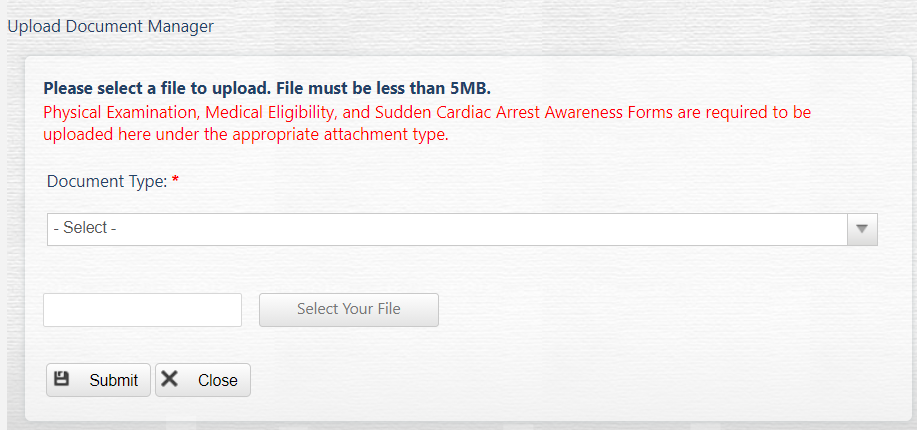 Upload Document Manager
Please select a file to upload. File must be less than 5MB.
Physical Examination, Medical Eligibility, and Sudden Cardiac Arrest Awareness Forms are required to be
uploaded here under the appropriate attachment type.
Document Type: *
- Select -
Select Your File
Submit
Close